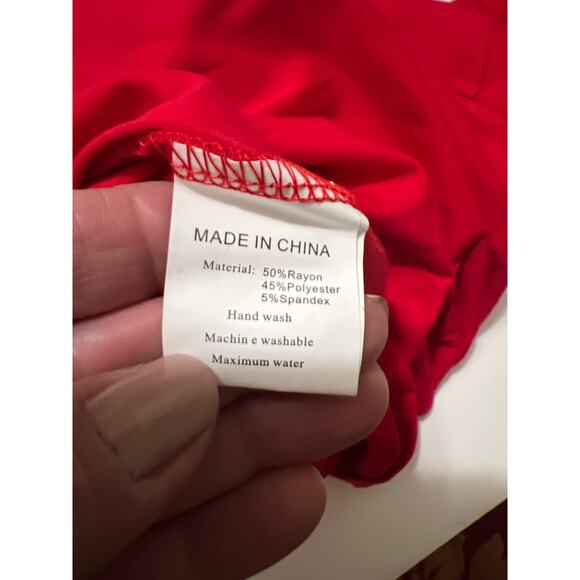 MADE IN CHINA
Material: 50%Rayon
45%Polyester
5%Spandex
Hand wash
Machin e washable
Maximum water